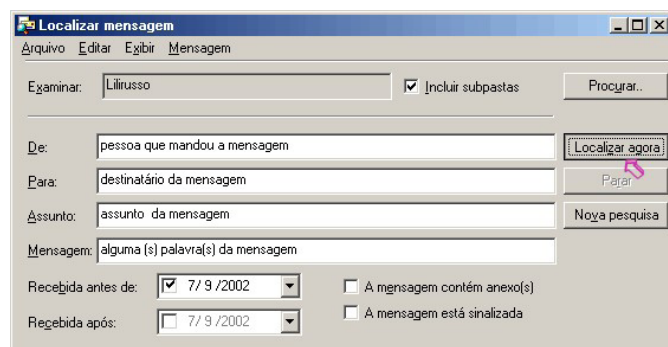 Localizar mensagem
Arquivo Editar Exibir Mensagem
Examinar: Lilirusso Incluir subpastas Procurar..
De: pessoa que mandou a mensagem Localizar agora
Para: destinatário da mensagem Parar
Assunto: assunto da mensagem Nova pesquisa
Mensagem: alguma (s) palavra(s) da mensagem
Recebida antes de: 7/ 9 /2002 A mensagem contém anexo(s)
Recebida após: 7/ 9 /2002 A mensagem está sinalizada